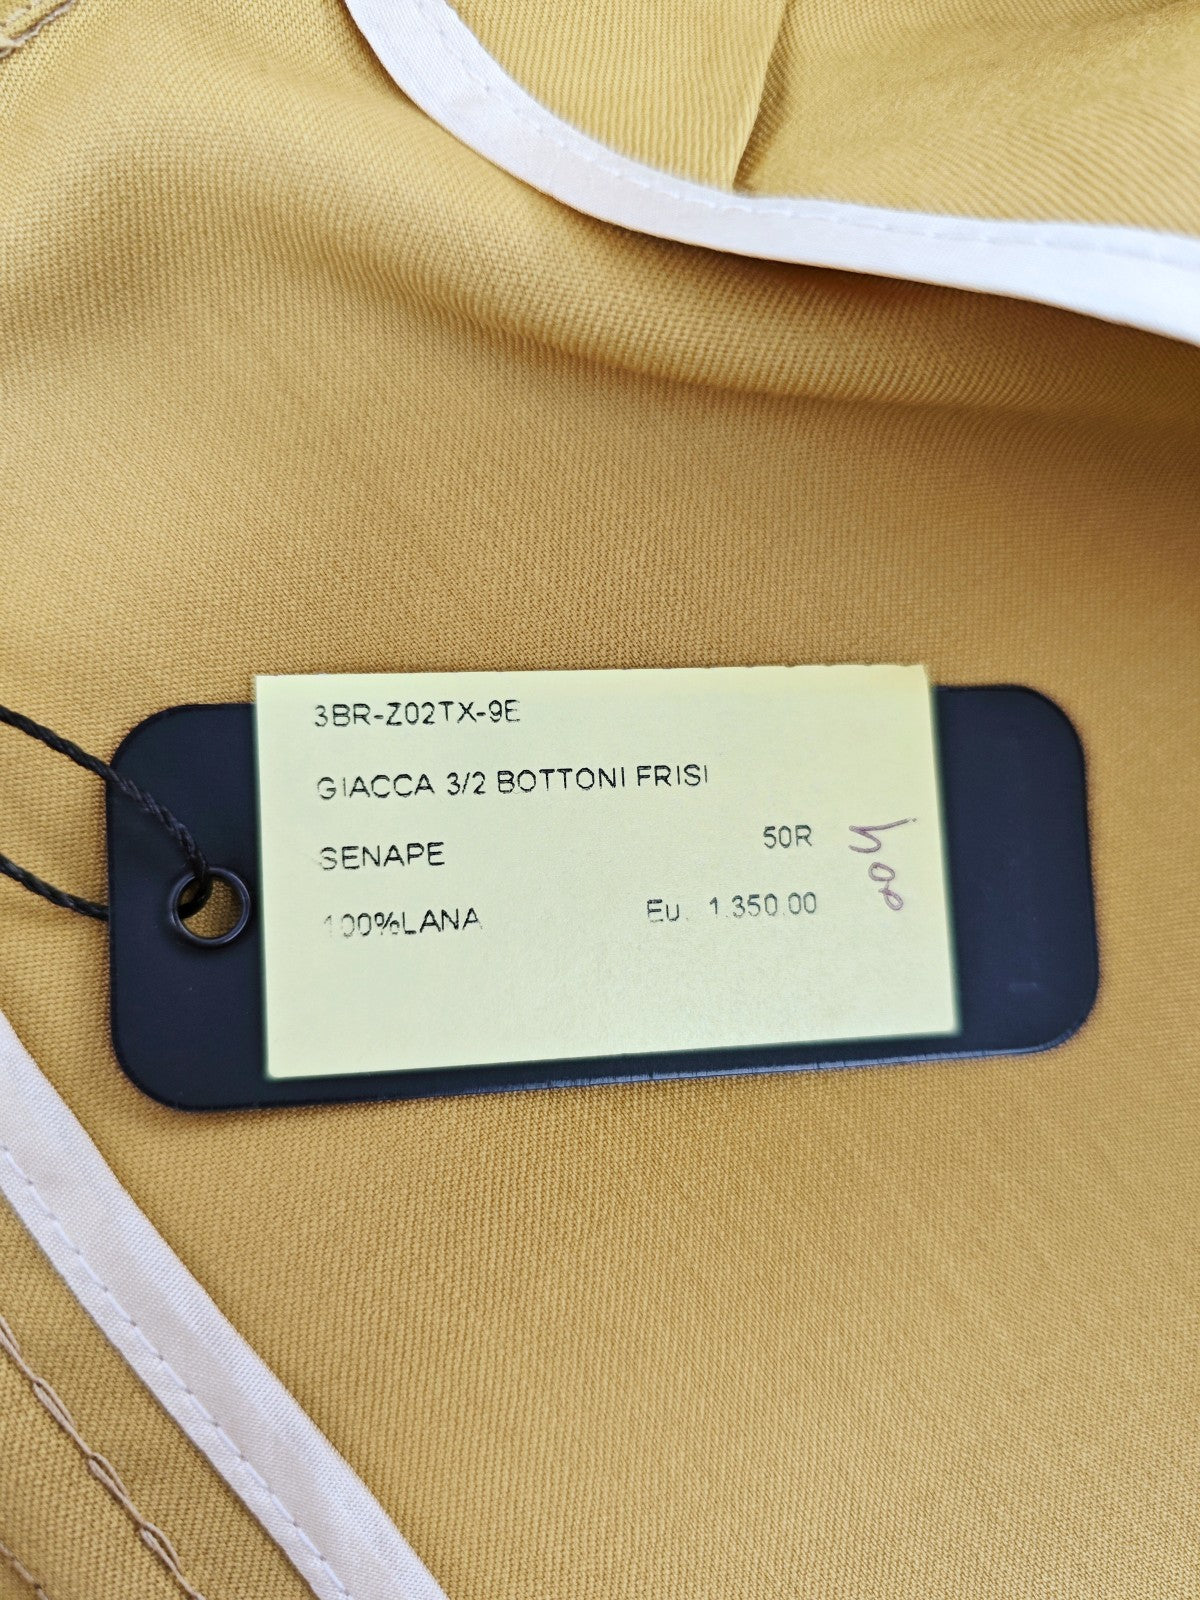 3BR-Z02TX-9E
GIACCA 3/2 BOTTONI FRISI
SENAPE 50R
100%LANA Eu. 1.350.00